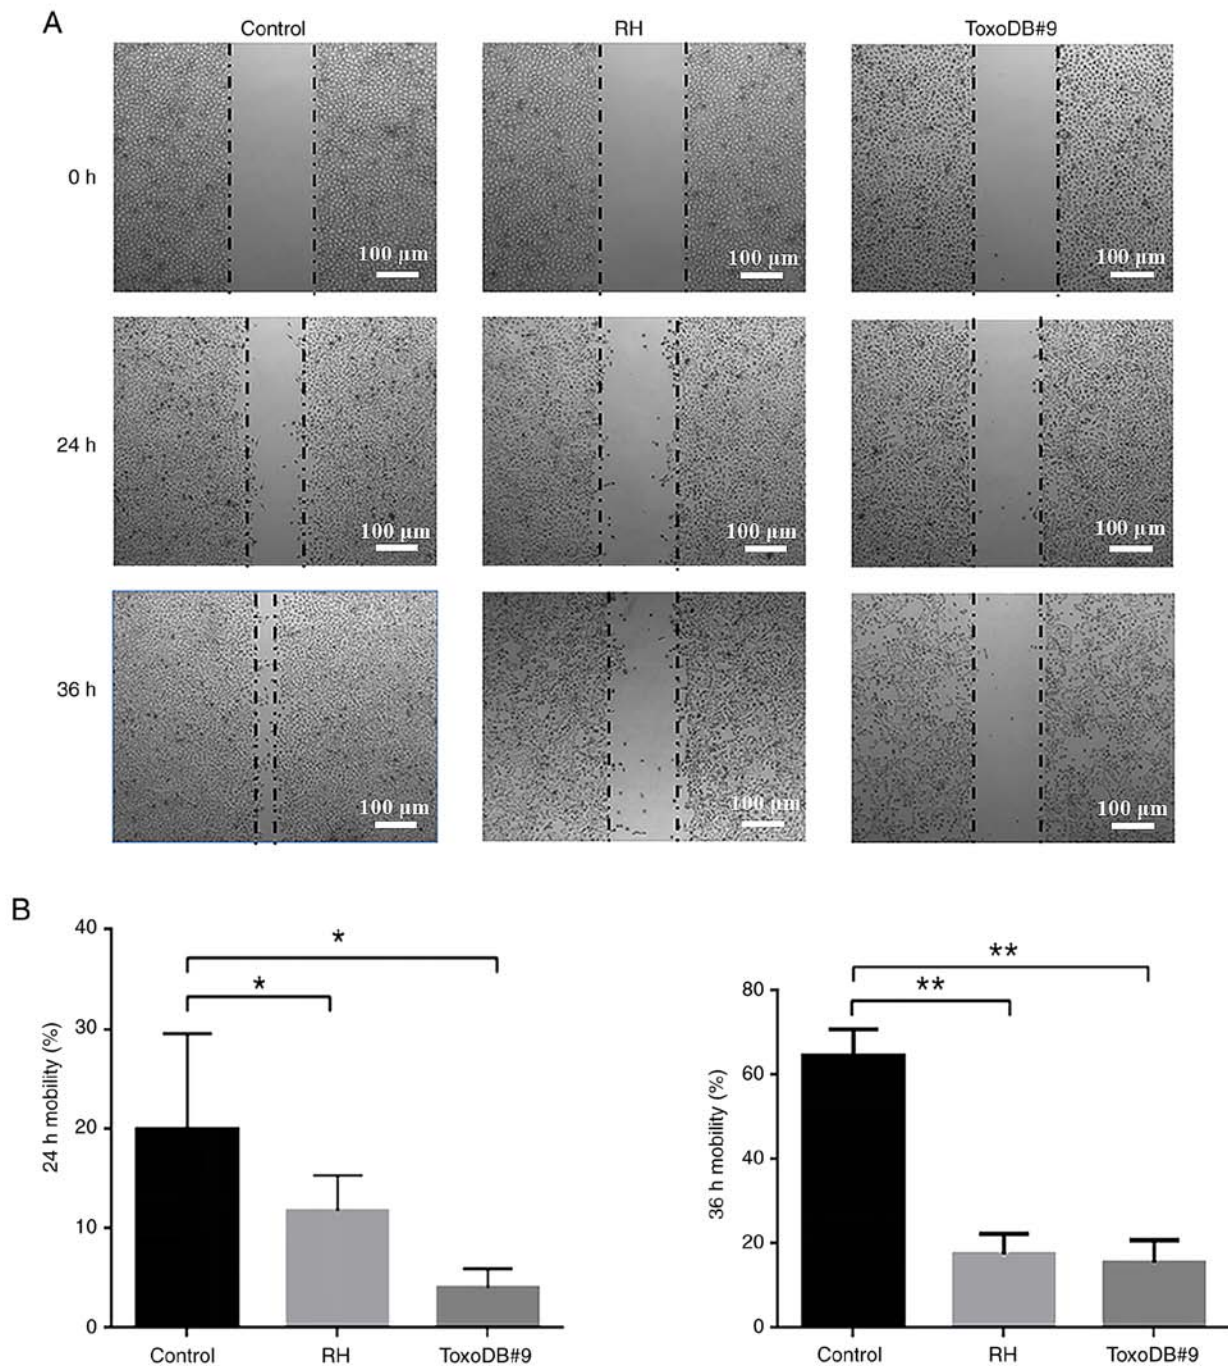 A
Control RH ToxoDB#9
0 h
100 µm 100 µm 100 µm
24 h
100 µm 100 µm 100 µm
36 h
100 µm 100 µm 100 µm
B
24 h mobility (%)
40
30
20
10
0
*
*
Control RH ToxoDB#9
36 h mobility (%)
80
60
40
20
0
**
**
Control RH ToxoDB#9